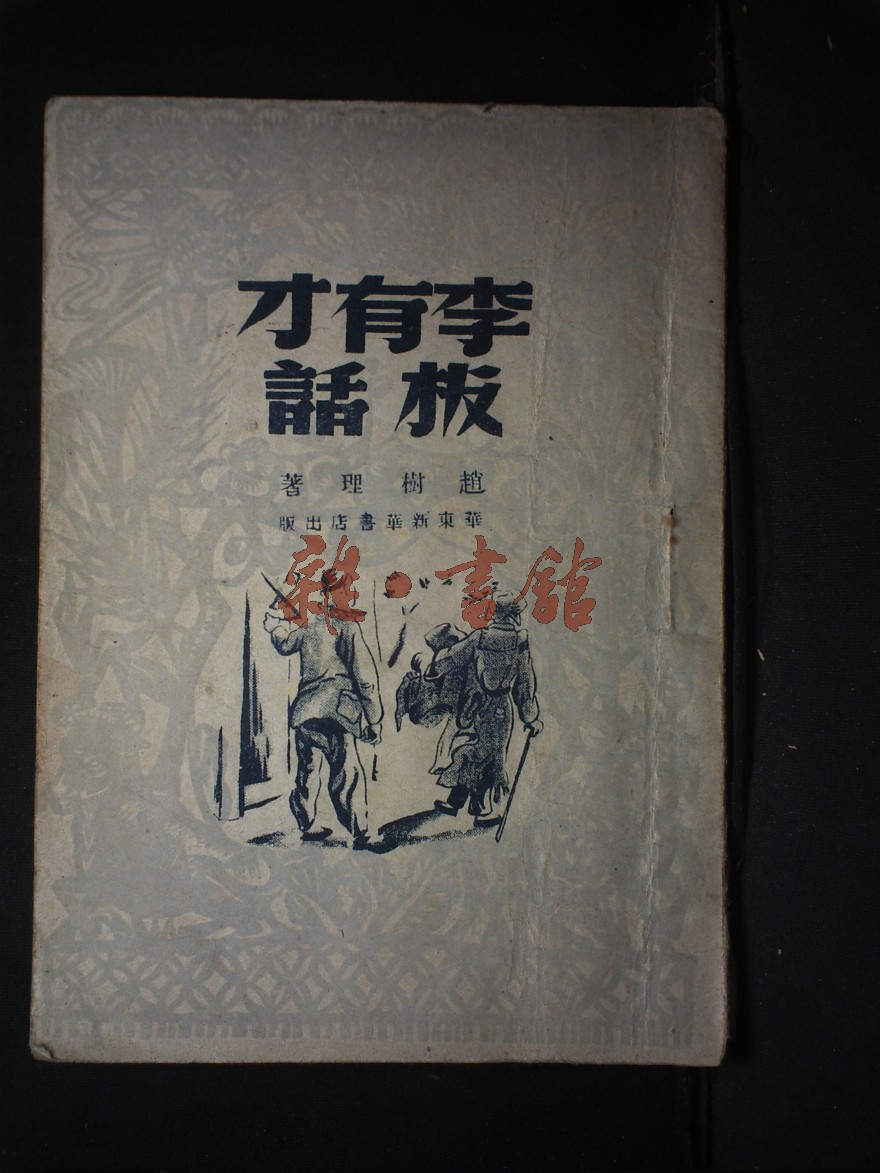 李有才
板話
趙樹理著
華東新華書店出版
雜·書館